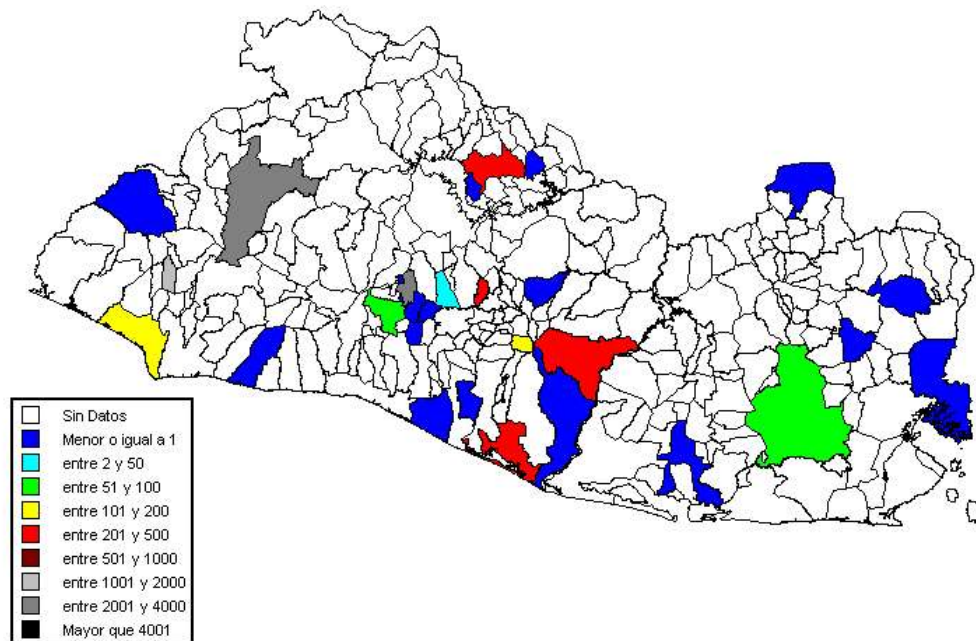 Sin Datos
Menor o igual a 1
entre 2 y 50
entre 51 y 100
entre 101 y 200
entre 201 y 500
entre 501 y 1000
entre 1001 y 2000
entre 2001 y 4000
Mayor que 4001